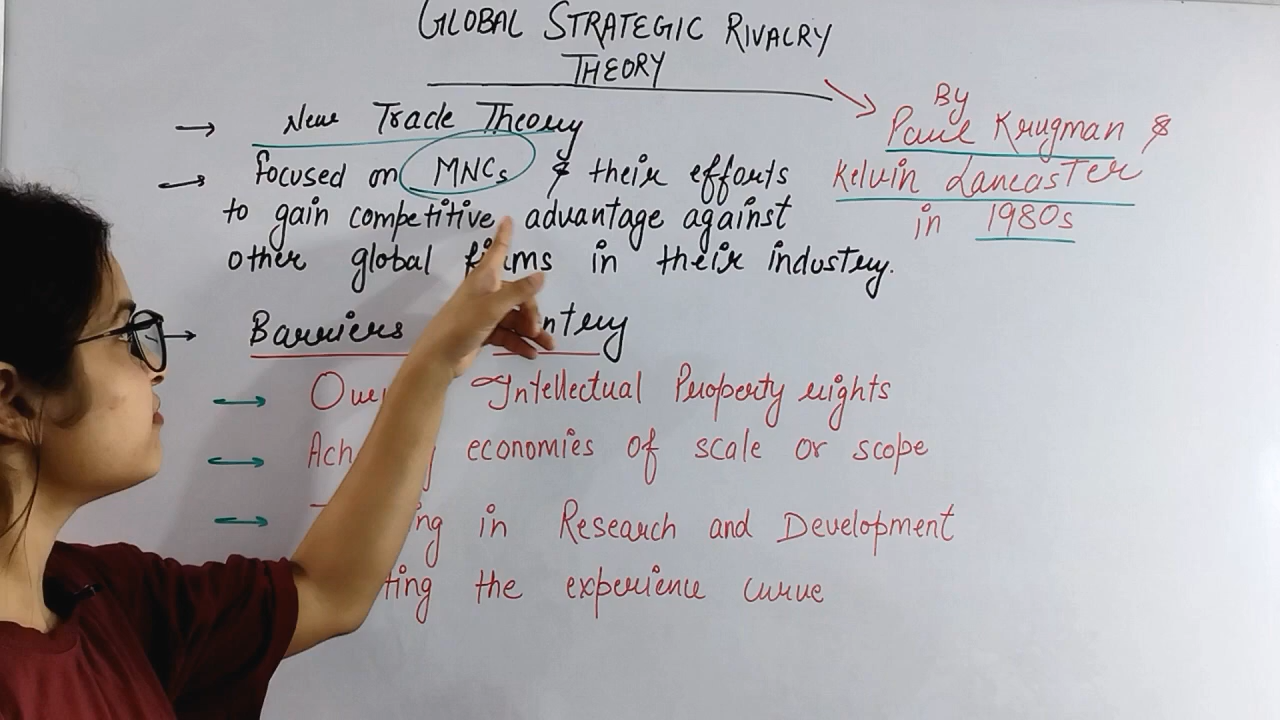 GLOBAL STRATEGIC RIVALRY
THEORY
By
Paul Krugman &
Kelvin Lancaster
in 1980s
→ New Trade Theory
→ focused on MNCs & their efforts
to gain competitive advantage against
other global firms in their industry.
→ Barriers Entry
→ Intellectual Property rights
→ economies of scale or scope
→ in Research and Development
the experience curve